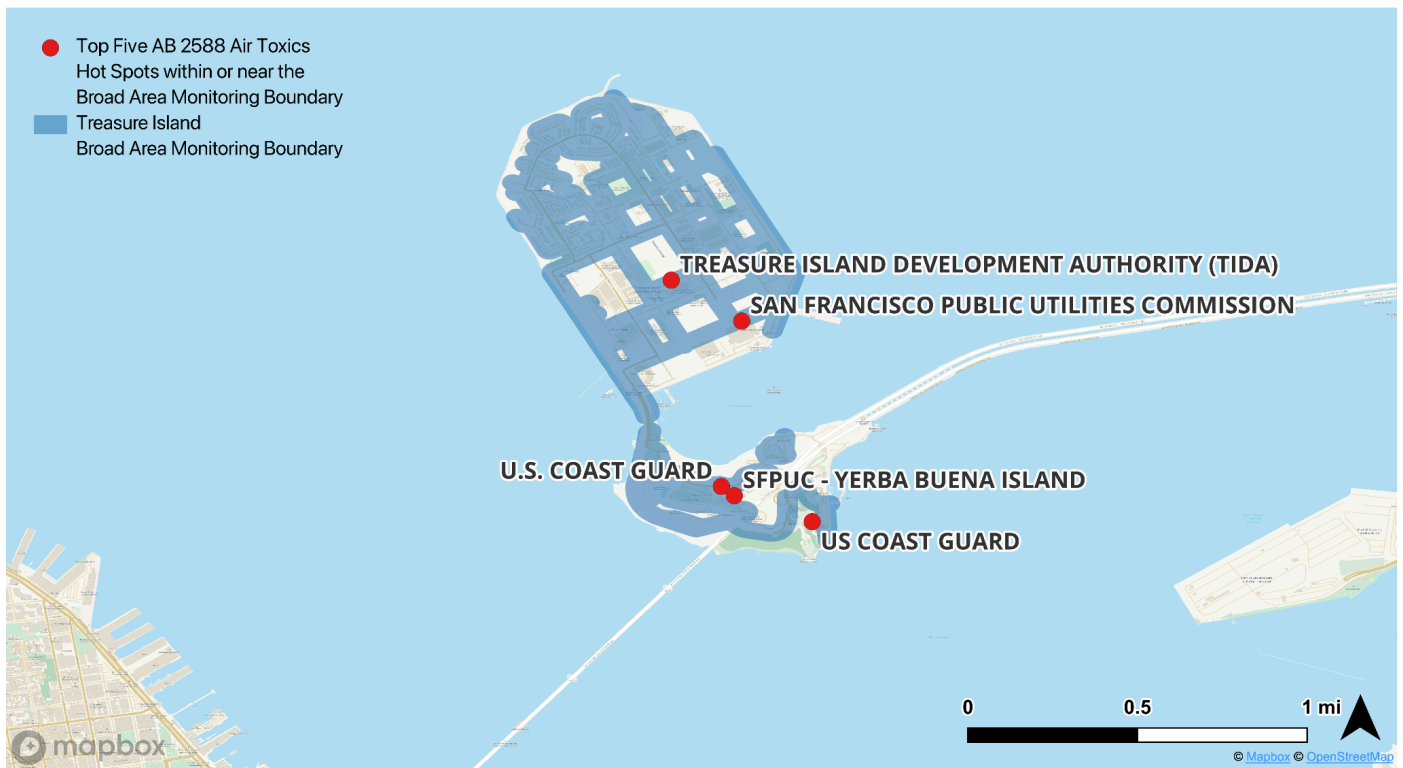 Top Five AB 2588 Air Toxics
Hot Spots within or near the
Broad Area Monitoring Boundary
Treasure Island
Broad Area Monitoring Boundary
TREASURE ISLAND DEVELOPMENT AUTHORITY (TIDA)
SAN FRANCISCO PUBLIC UTILITIES COMMISSION
U.S. COAST GUARD
SFPUC - YERBA BUENA ISLAND
US COAST GUARD
0 0.5 1 mi
mapbox
© Mapbox © OpenStreetMap